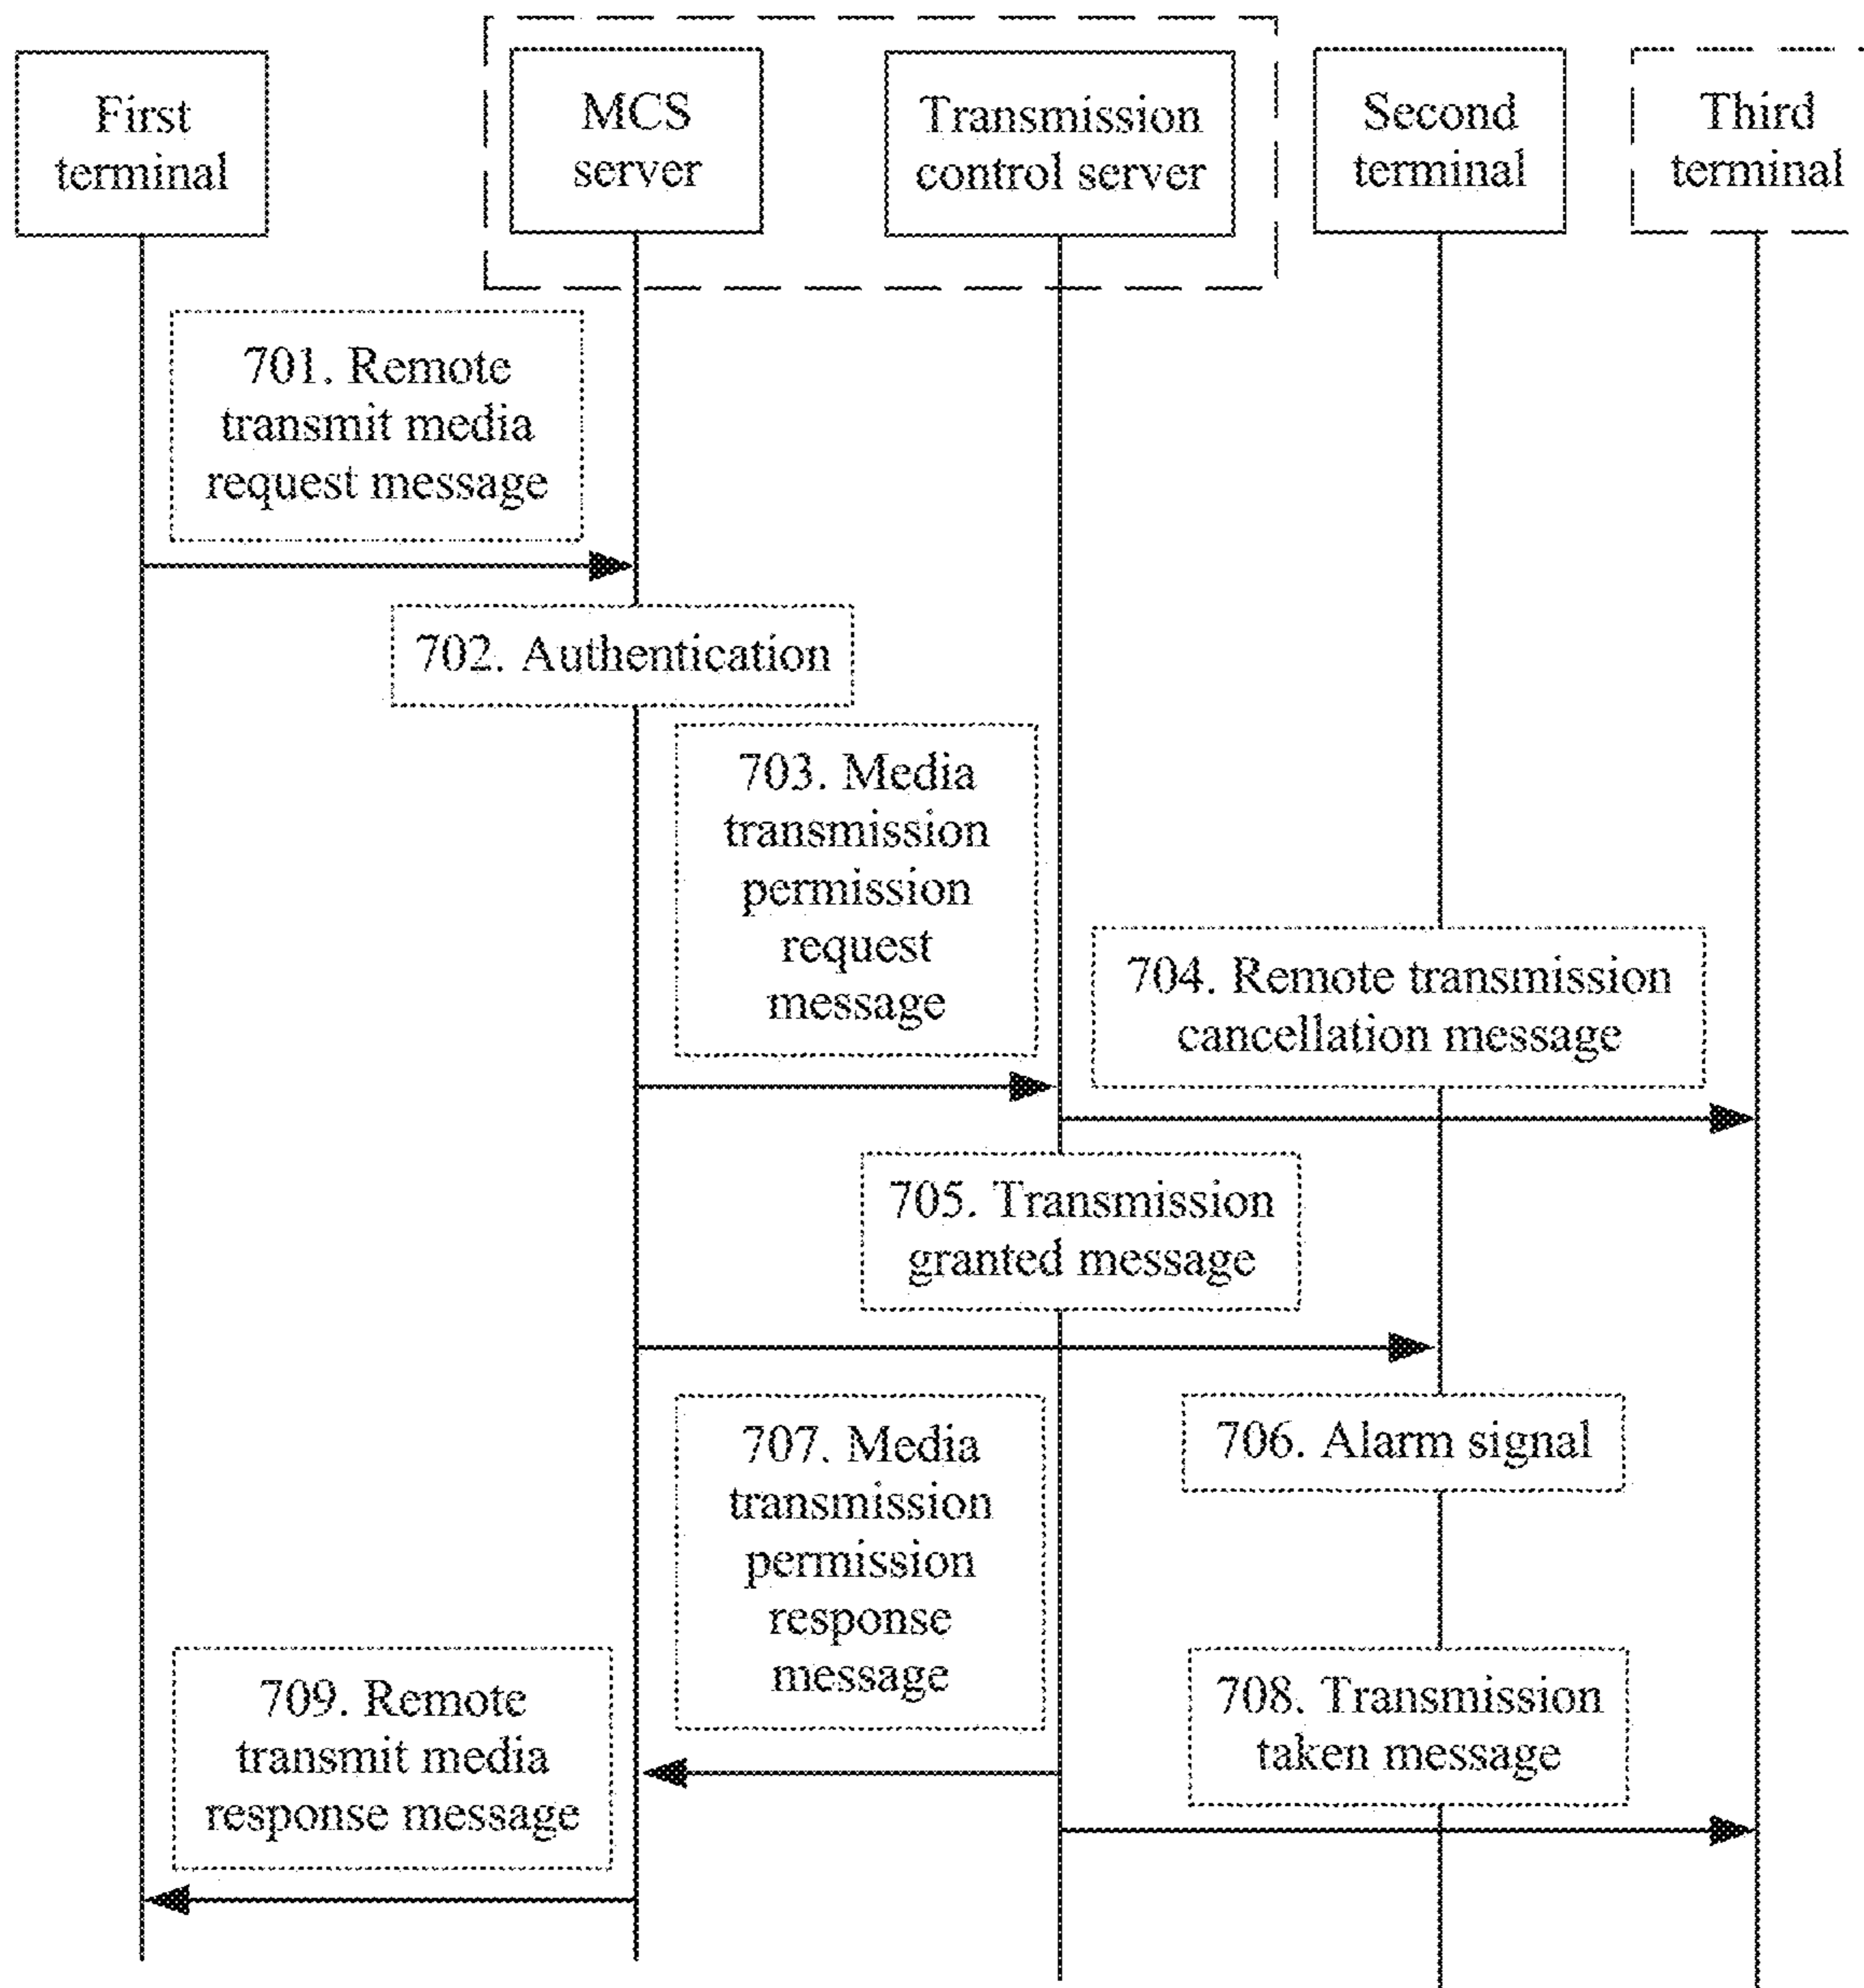 First
terminal
MCS
server
Transmission
control server
Second
terminal
Third
terminal
701. Remote
transmit media
request message
702. Authentication
703. Media
transmission
permission
request
message
704. Remote transmission
cancellation message
705. Transmission
granted message
706. Alarm signal
707. Media
transmission
permission
response
message
708. Transmission
taken message
709. Remote
transmit media
response message